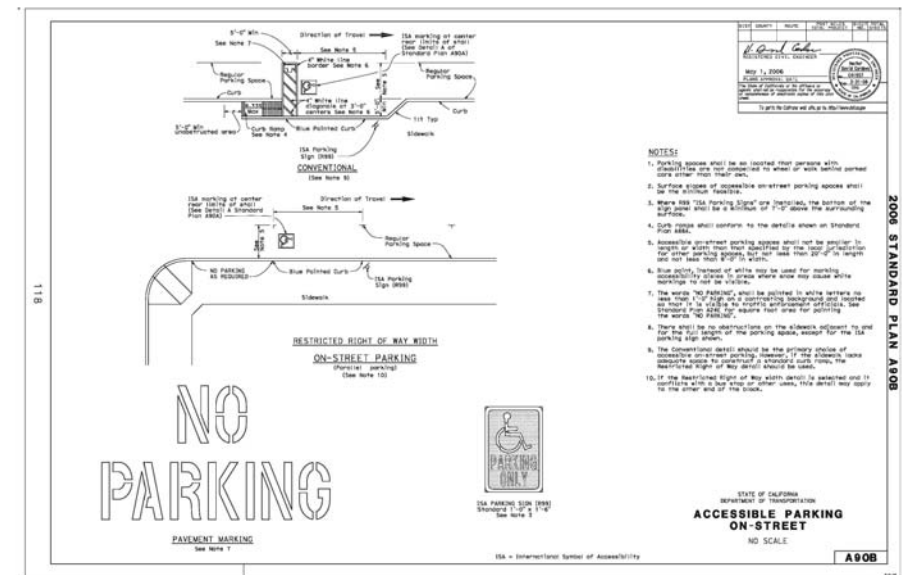 DIST COUNTY ROUTE
REGISTERED CIVIL ENGINEER
May 1, 2006
PLANS APPROVAL DATE
5'-0" Min
See Note 7
Direction of Travel
See Note 5
ISA marking at center
rear limits of stall
(See Detail A of
Standard Plan A90A)
4" White line
border See Note 6
Regular
Parking Space
Regular
Parking Space
Curb
4" White line
diagonals at 3'-0"
centers See Note 6
Curb
5'-0" Min
unobstructed area
Curb Ramp
See Note 4
Blue Painted Curb
1:1 Typ
Sidewalk
ISA Parking
Sign (R99)
CONVENTIONAL
(See Note 9)
ISA marking at center
rear limits of stall
(See Detail A Standard
Plan A90A)
Direction of Travel
See Note 5
See
Note 5
Regular
Parking Space
NO PARKING
AS REQUIRED
Blue Painted Curb
ISA Parking
Sign (R99)
Sidewalk
RESTRICTED RIGHT OF WAY WIDTH
ON-STREET PARKING
(Parallel parking)
(See Note 10)
NO
PARKING
PAVEMENT MARKING
See Note 7
PARKING
ONLY
ISA PARKING SIGN (R99)
Standard 1'-0" x 1'-6"
See Note 3
ISA = International Symbol of Accessibility
NOTES:
1. Parking spaces shall be so located that persons with
disabilities are not compelled to wheel or walk behind parked
cars other than their own.
2. Surface slopes of accessible on-street parking spaces shall
be the minimum feasible.
3. Where R99 "ISA Parking Signs" are installed, the bottom of the
sign panel shall be a minimum of 7'-0" above the surrounding
surface.
4. Curb ramps shall conform to the details shown on Standard
Plan A88A.
5. Accessible on-street parking spaces shall not be smaller in
length or width than that specified by the local jurisdiction
for other parking spaces, but not less than 20'-0" in length
and not less than 8'-0" in width.
6. Blue paint, instead of white may be used for marking
accessibility aisles in areas where snow may cause white
markings to not be visible.
7. The words "NO PARKING", shall be painted in white letters no
less than 1'-0" high on a contrasting background and located
so that it is visible to traffic enforcement officials. See
Standard Plan A24E for square foot area for painting
the words "NO PARKING".
8. There shall be no obstructions on the sidewalk adjacent to and
for the full length of the parking space, except for the ISA
parking sign shown.
9. The Conventional detail should be the primary choice of
accessible on-street parking. However, if the sidewalk lacks
adequate space to construct a standard curb ramp, the
Restricted Right of Way detail should be used.
10. If the Restricted Right of Way width detail is selected and it
conflicts with a bus stop or other uses, this detail may apply
to the other end of the block.
2006 STANDARD PLAN A90B
118
STATE OF CALIFORNIA
DEPARTMENT OF TRANSPORTATION
ACCESSIBLE PARKING
ON-STREET
NO SCALE
A90B